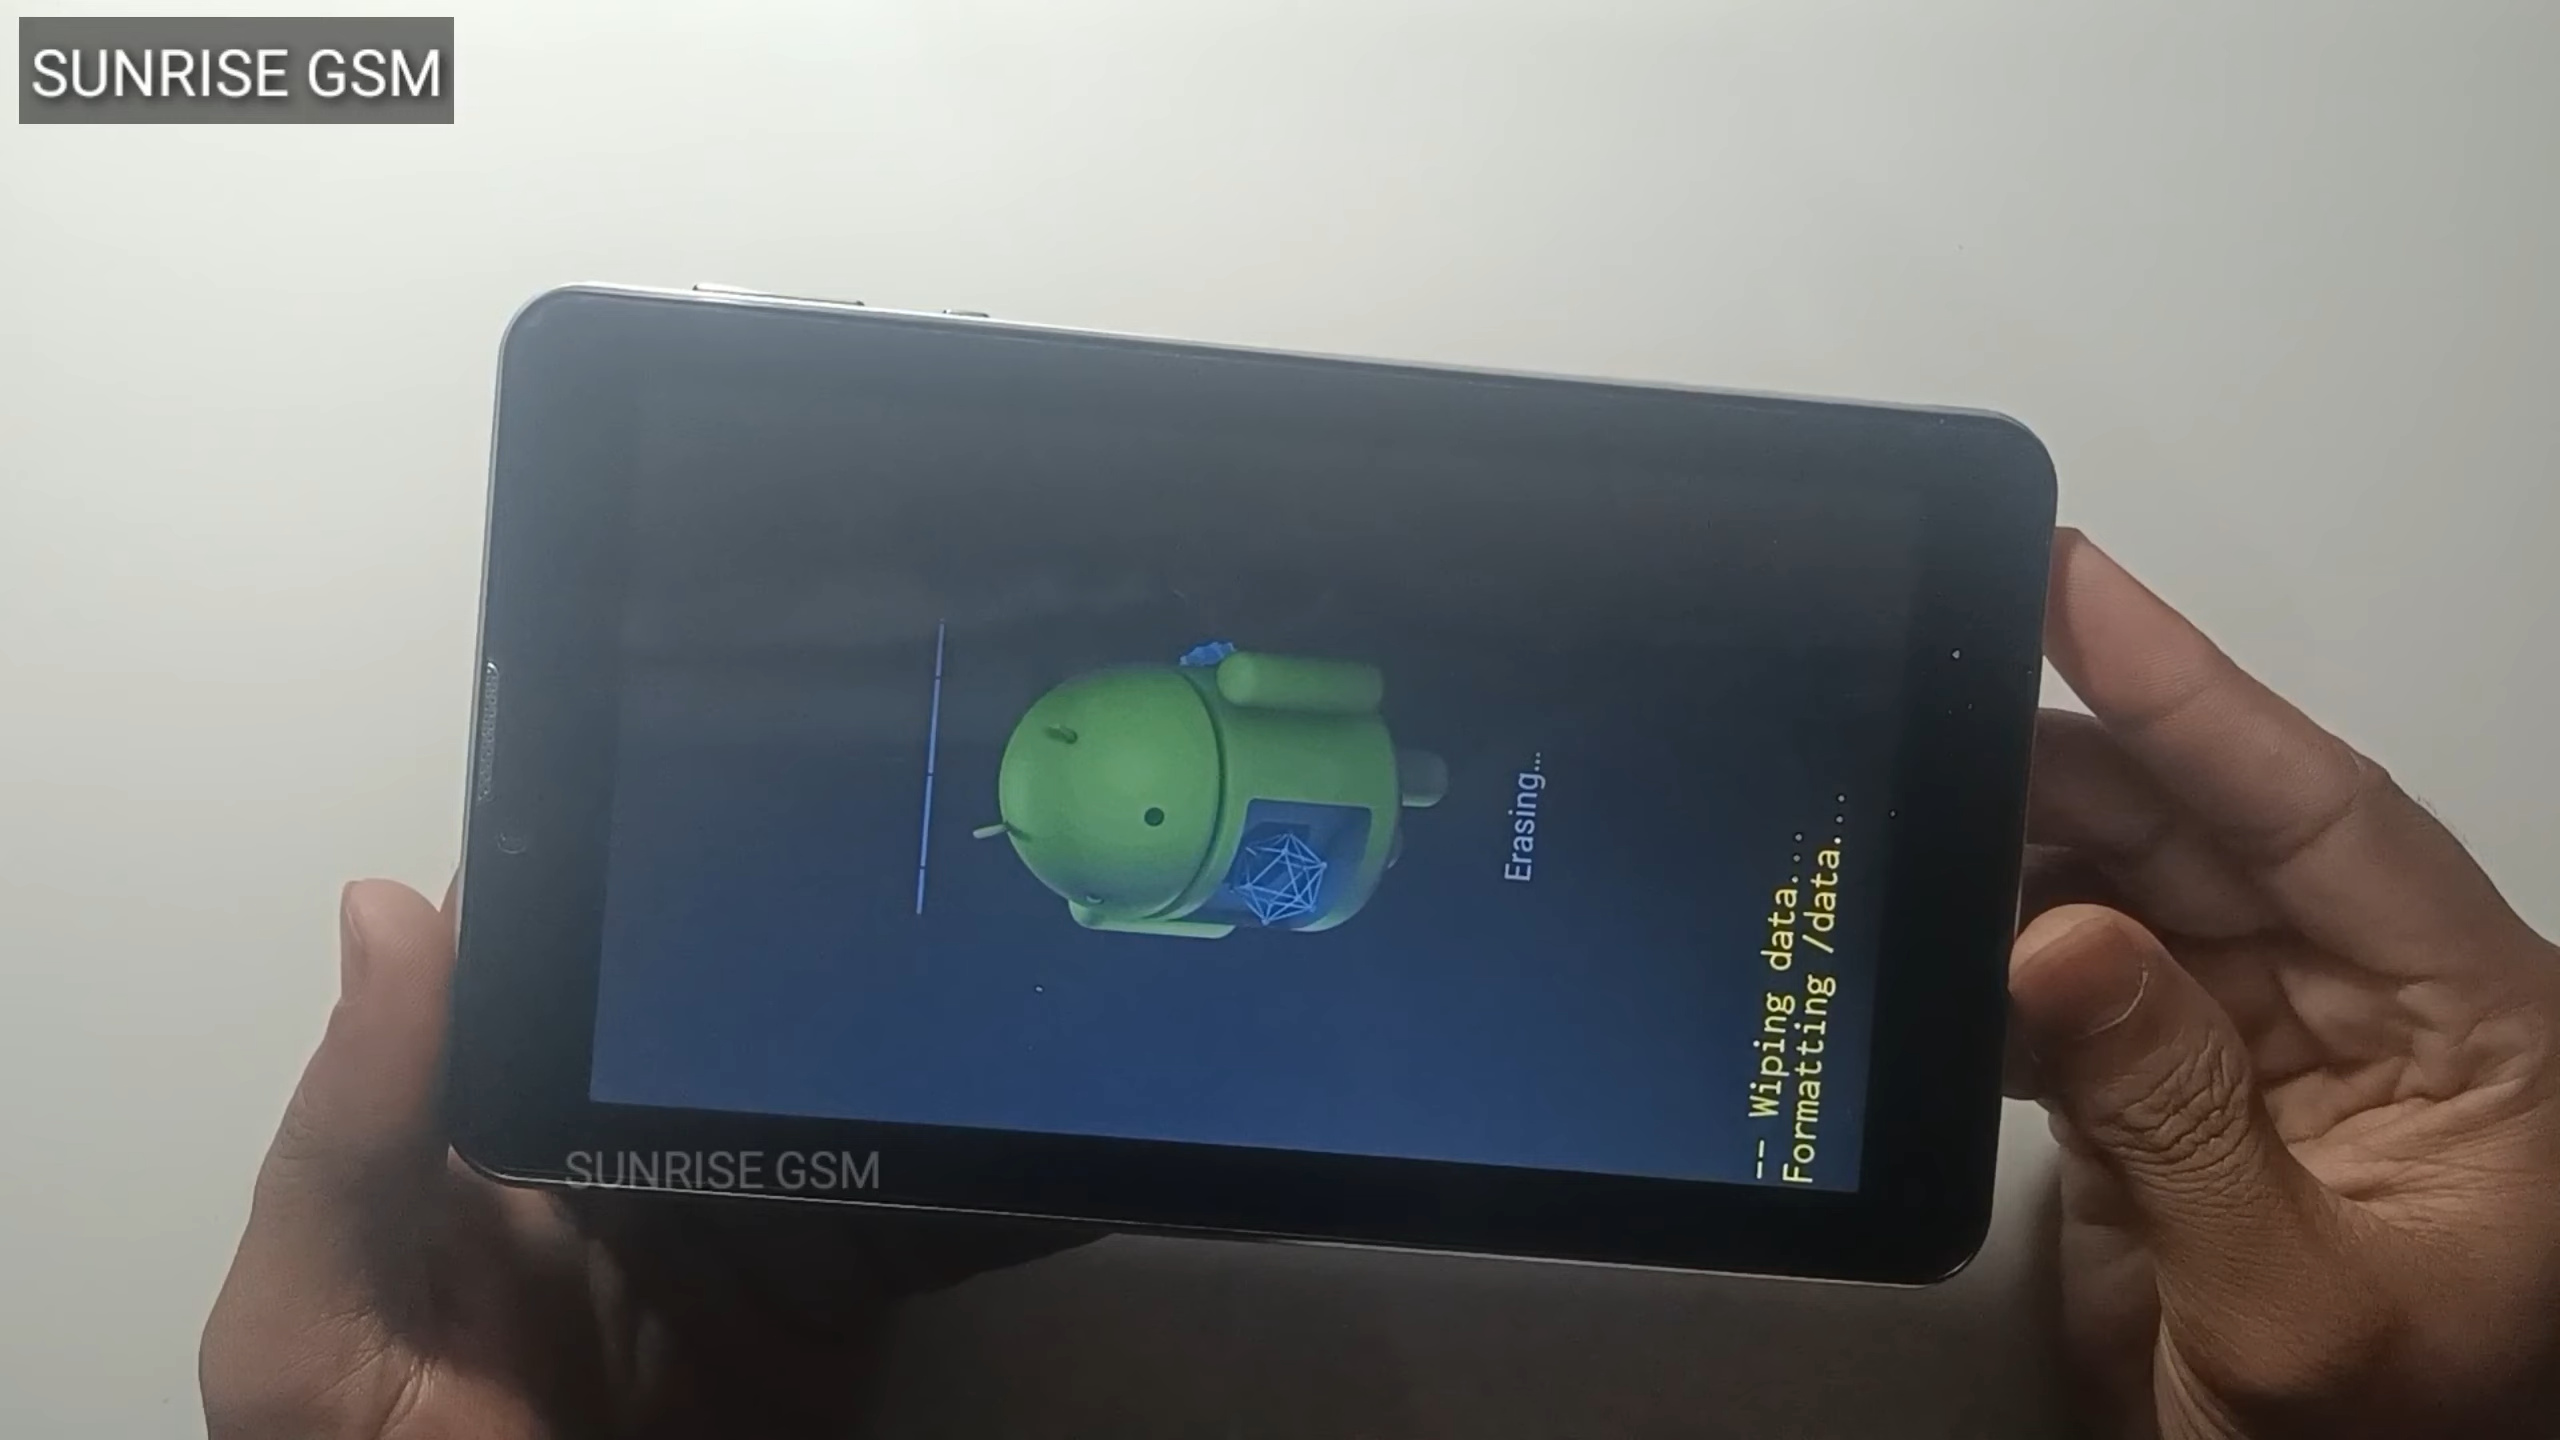 SUNRISE GSM
Erasing...
-- Wiping data...
Formatting /data...
SUNRISE GSM